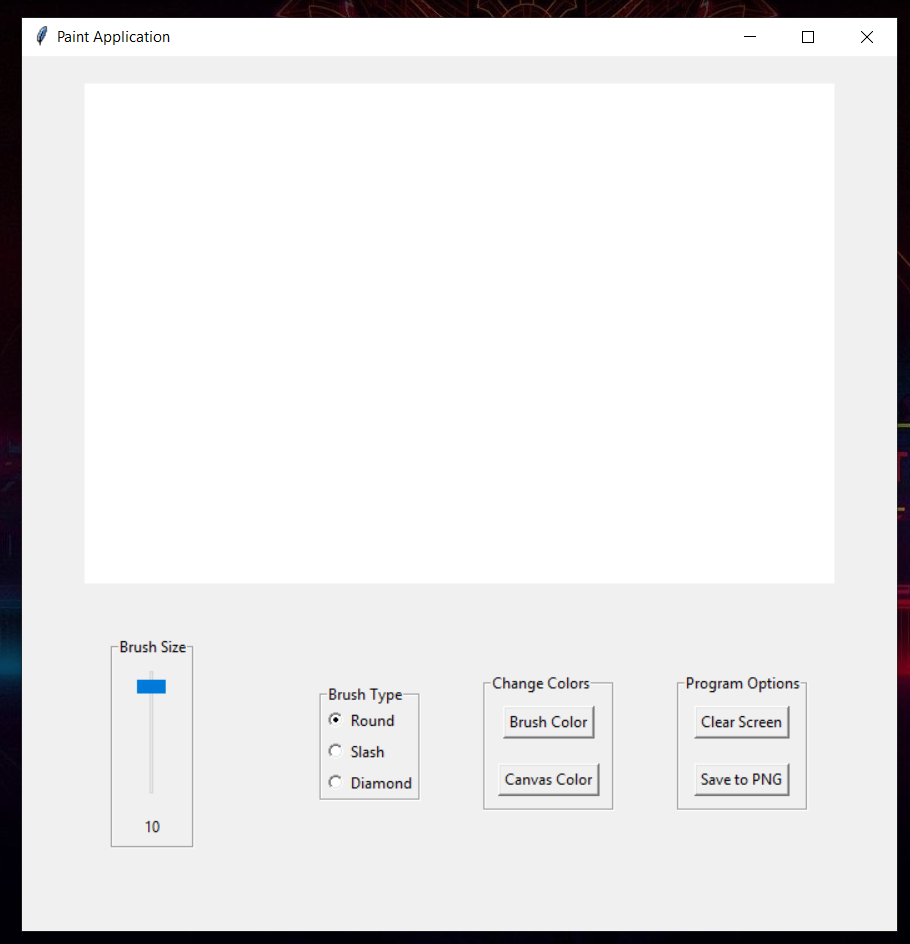 Paint Application
Brush Size
10
Brush Type
Round
Slash
Diamond
Change Colors
Brush Color
Canvas Color
Program Options
Clear Screen
Save to PNG